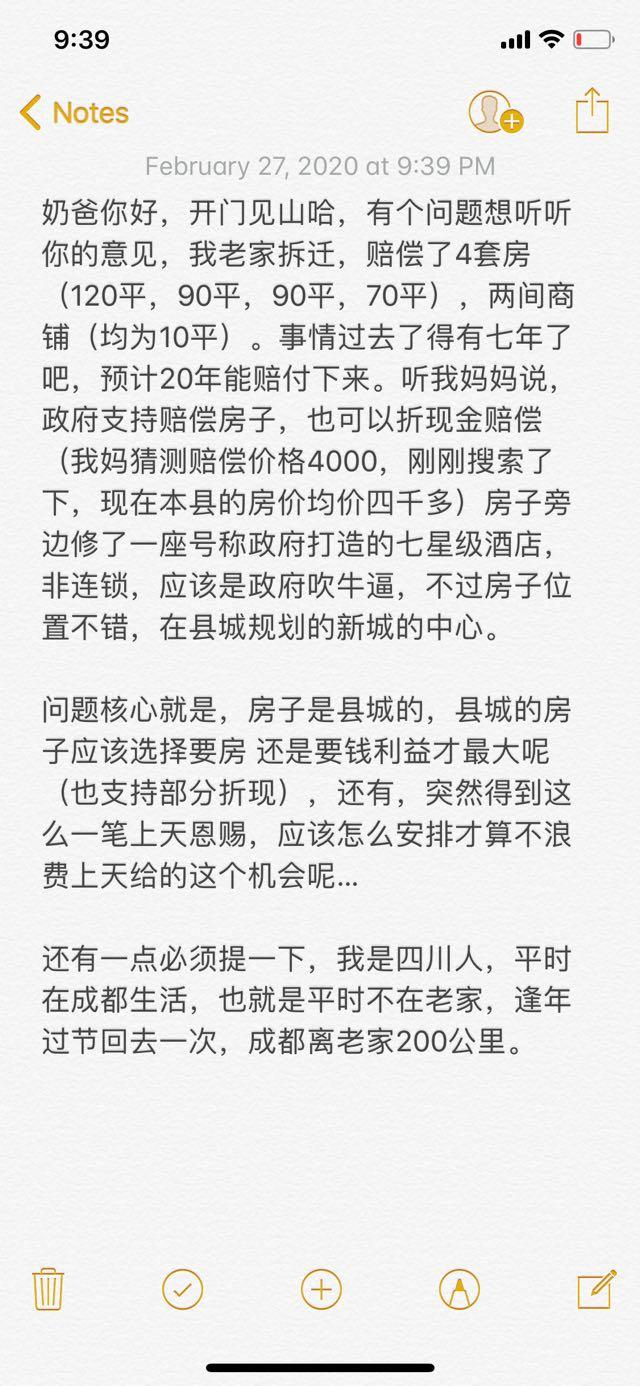 9:39
Notes
February 27, 2020 at 9:39 PM
奶爸你好，开门见山哈，有个问题想听听
你的意见，我老家拆迁，赔偿了4套房
（120平，90平，90平，70平），两间商
铺（均为10平）。事情过去了得有七年了
吧，预计20年能赔付下来。听我妈妈说，
政府支持赔偿房子，也可以折现金赔偿
（我妈猜测赔偿价格4000，刚刚搜索了
下，现在本县的房价均价四千多）房子旁
边修了一座号称政府打造的七星级酒店，
非连锁，应该是政府吹牛逼，不过房子位
置不错，在县城规划的新城的中心。
问题核心就是，房子是县城的，县城的房
子应该选择要房 还是要钱利益才最大呢
（也支持部分折现），还有，突然得到这
么一笔上天恩赐，应该怎么安排才算不浪
费上天给的这个机会呢...
还有一点必须提一下，我是四川人，平时
在成都生活，也就是平时不在老家，逢年
过节回去一次，成都离老家200公里。